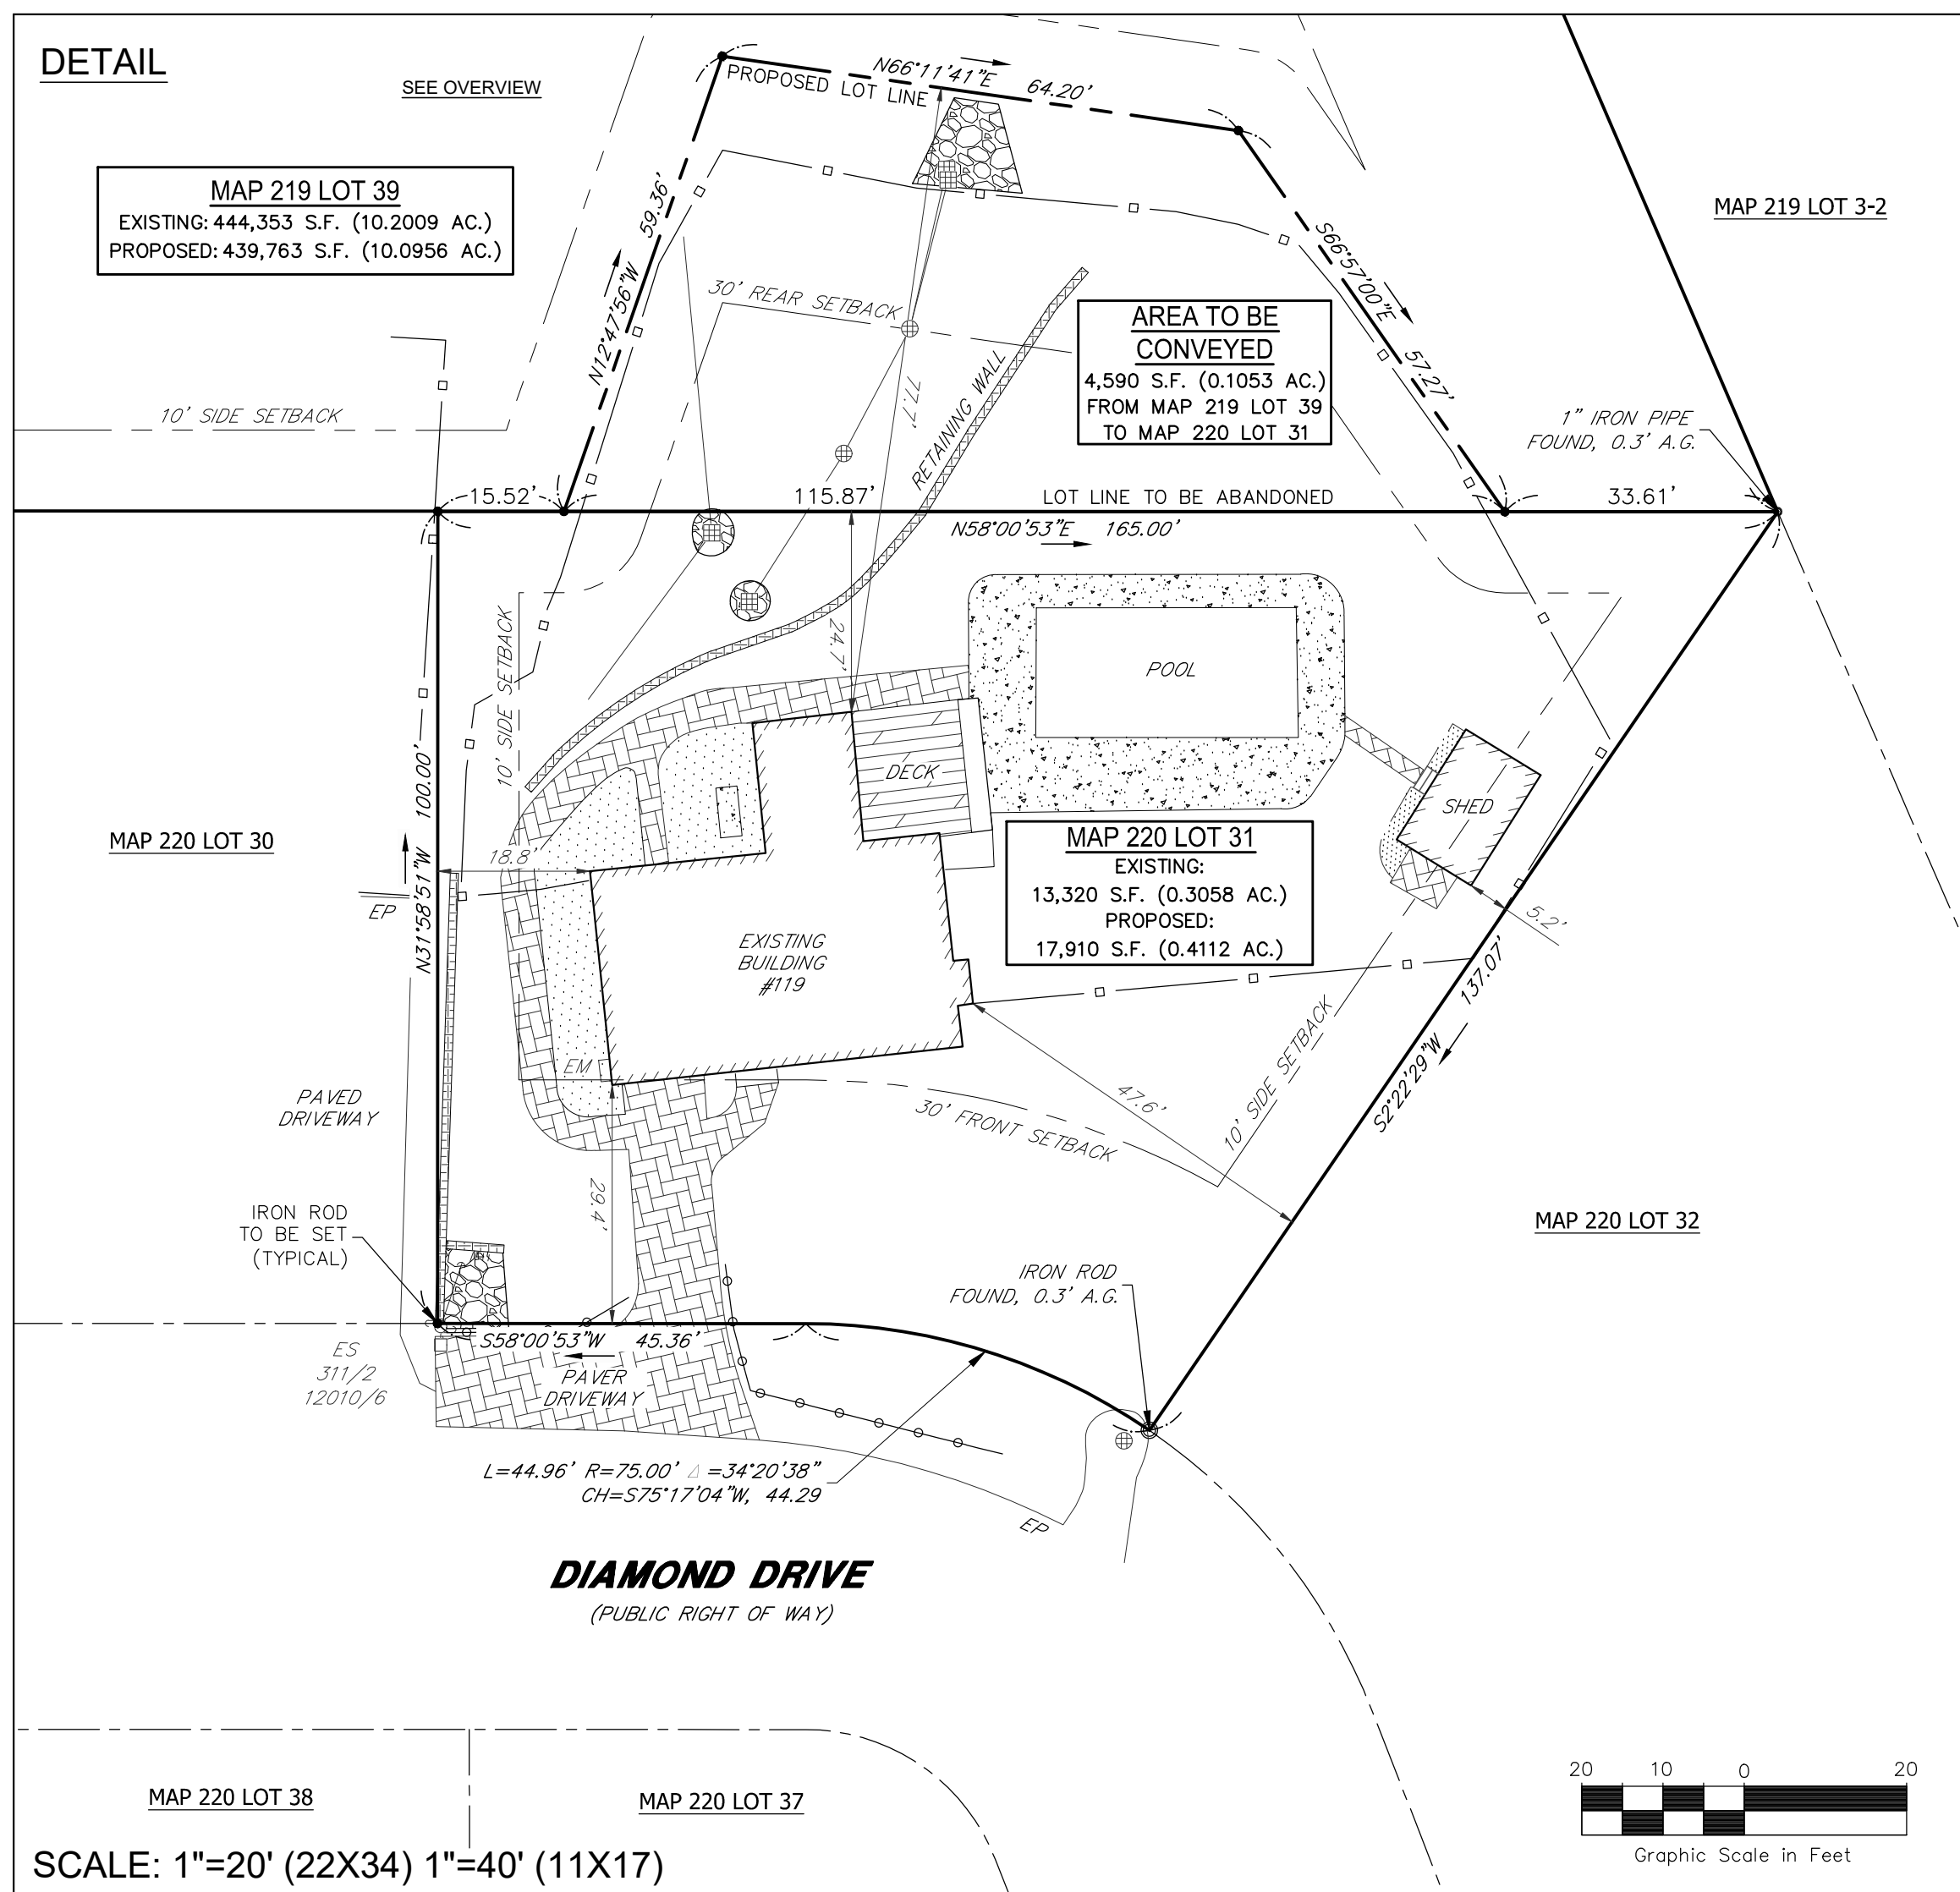 DETAIL
SEE OVERVIEW
N66°11'41"E 64.20'
PROPOSED LOT LINE
MAP 219 LOT 39
EXISTING: 444,353 S.F. (10.2009 AC.)
PROPOSED: 439,763 S.F. (10.0956 AC.)
MAP 219 LOT 3-2
N12°47'56"W 59.36'
S66°57'00"E 57.27'
30' REAR SETBACK
AREA TO BE
CONVEYED
4,590 S.F. (0.1053 AC.)
FROM MAP 219 LOT 39
TO MAP 220 LOT 31
77.7'
RETAINING WALL
10' SIDE SETBACK
1" IRON PIPE
FOUND, 0.3' A.G.
15.52'
115.87'
LOT LINE TO BE ABANDONED
33.61'
N58°00'53"E 165.00'
10' SIDE SETBACK
24.7'
POOL
DECK
SHED
MAP 220 LOT 30
N31°58'51"W 100.00'
18.8'
EP
MAP 220 LOT 31
EXISTING:
13,320 S.F. (0.3058 AC.)
PROPOSED:
17,910 S.F. (0.4112 AC.)
5.2'
EXISTING
BUILDING
#119
S2°22'29"W 137.07'
EM
47.6'
10' SIDE SETBACK
30' FRONT SETBACK
PAVED
DRIVEWAY
29.4'
IRON ROD
TO BE SET
(TYPICAL)
MAP 220 LOT 32
IRON ROD
FOUND, 0.3' A.G.
S58°00'53"W 45.36'
ES
311/2
12010/6
PAVER
DRIVEWAY
L=44.96' R=75.00' Δ=34°20'38"
CH=S75°17'04"W, 44.29
EP
DIAMOND DRIVE
(PUBLIC RIGHT OF WAY)
MAP 220 LOT 38
MAP 220 LOT 37
20 10 0 20
Graphic Scale in Feet
SCALE: 1"=20' (22X34) 1"=40' (11X17)